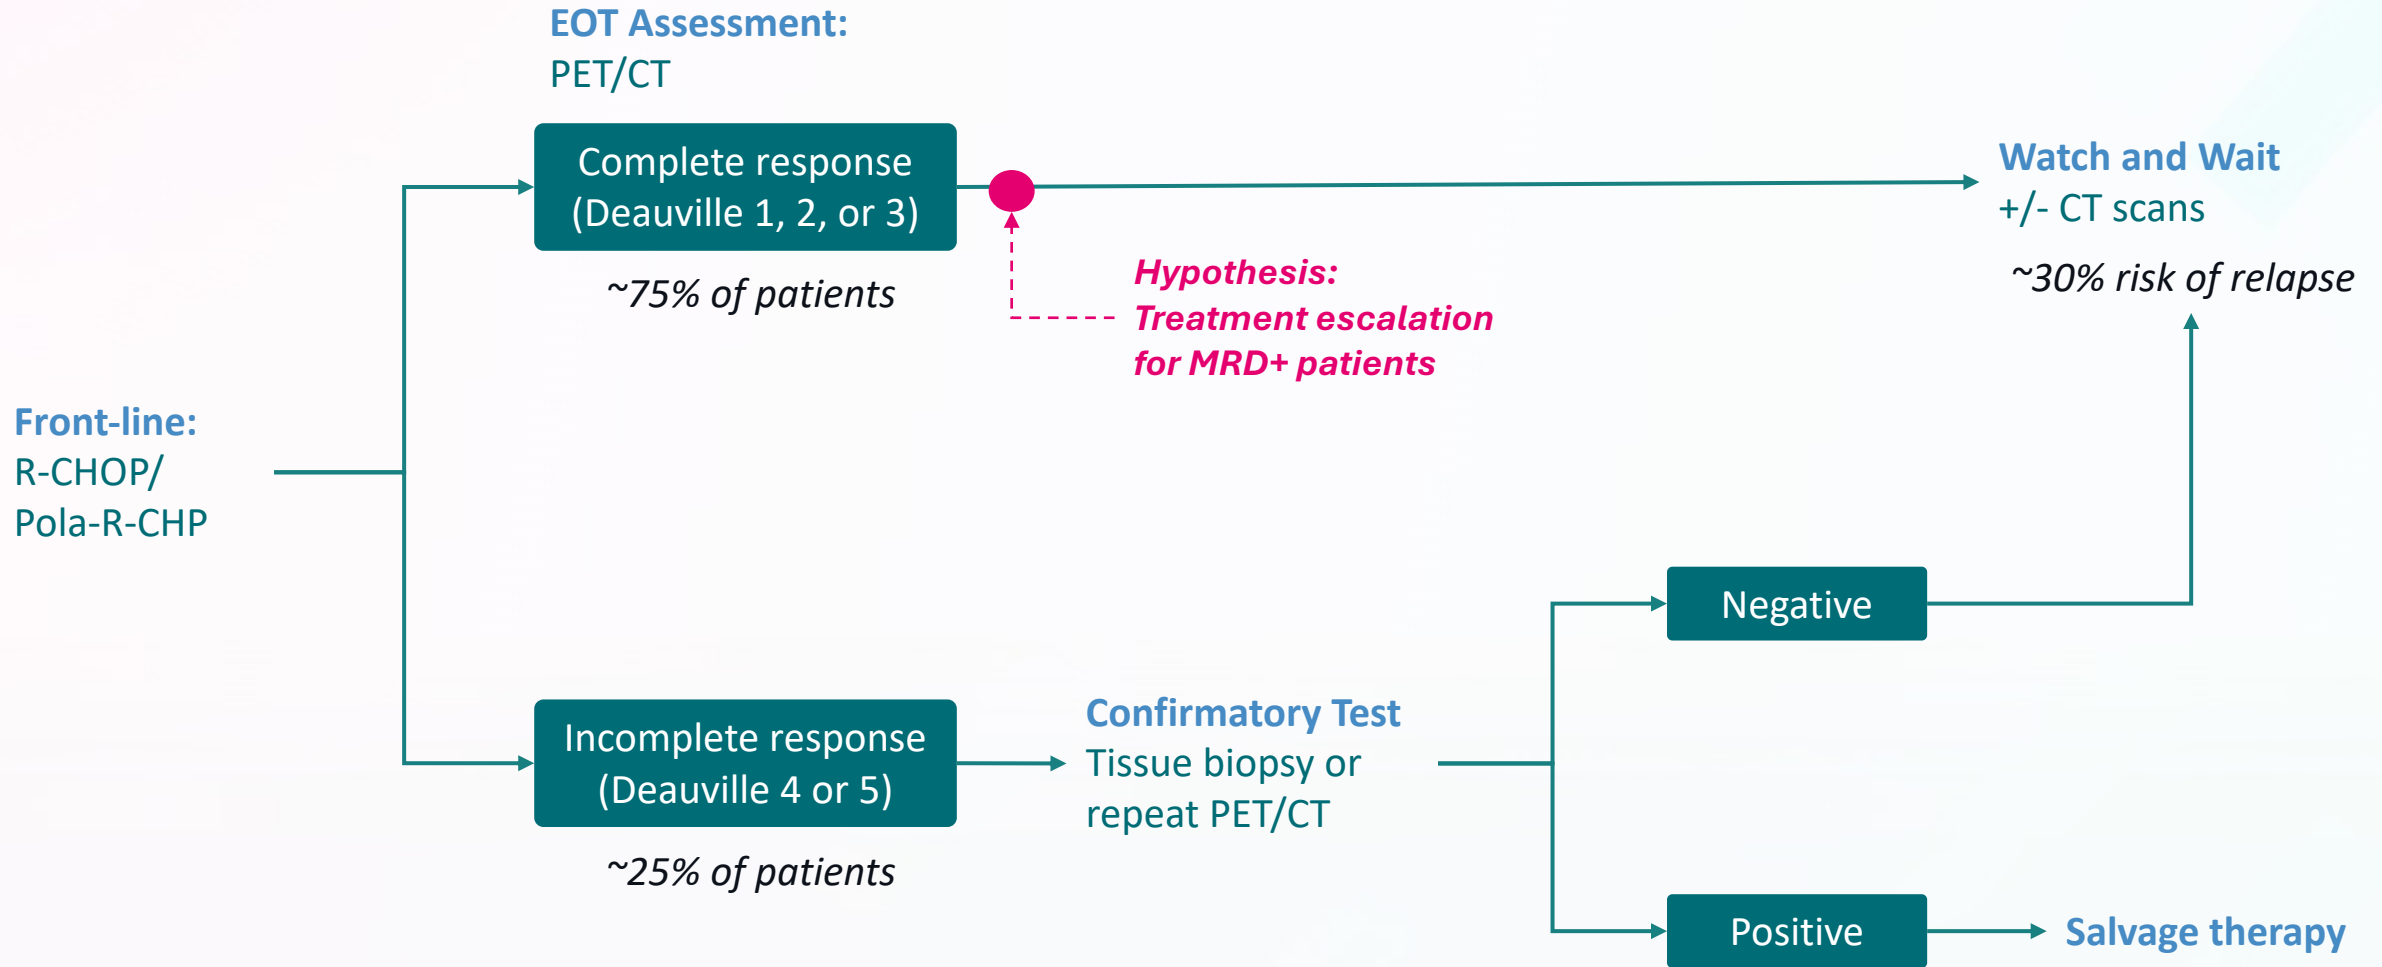 EOT Assessment:
PET/CT
Complete response
(Deauville 1, 2, or 3)
~75% of patients
Hypothesis:
Treatment escalation
for MRD+ patients
Watch and Wait
+/- CT scans
~30% risk of relapse
Front-line:
R-CHOP/
Pola-R-CHP
Incomplete response
(Deauville 4 or 5)
~25% of patients
Confirmatory Test
Tissue biopsy or
repeat PET/CT
Negative
Positive
Salvage therapy